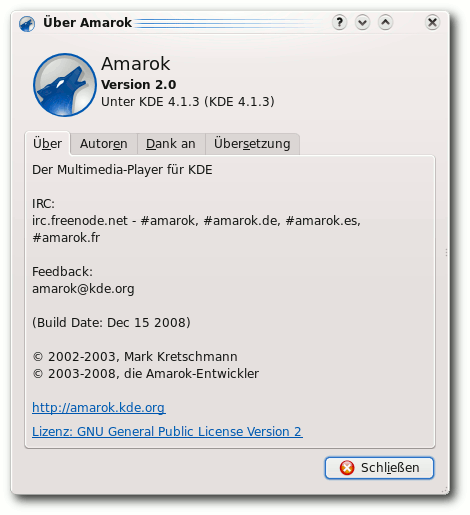 Über Amarok
Amarok
Version 2.0
Unter KDE 4.1.3 (KDE 4.1.3)
Über Autoren Dank an Übersetzung
Der Multimedia-Player für KDE
IRC:
irc.freenode.net - #amarok, #amarok.de, #amarok.es,
#amarok.fr
Feedback:
amarok@kde.org
(Build Date: Dec 15 2008)
© 2002-2003, Mark Kretschmann
© 2003-2008, die Amarok-Entwickler
http://amarok.kde.org
Lizenz: GNU General Public License Version 2
Schließen